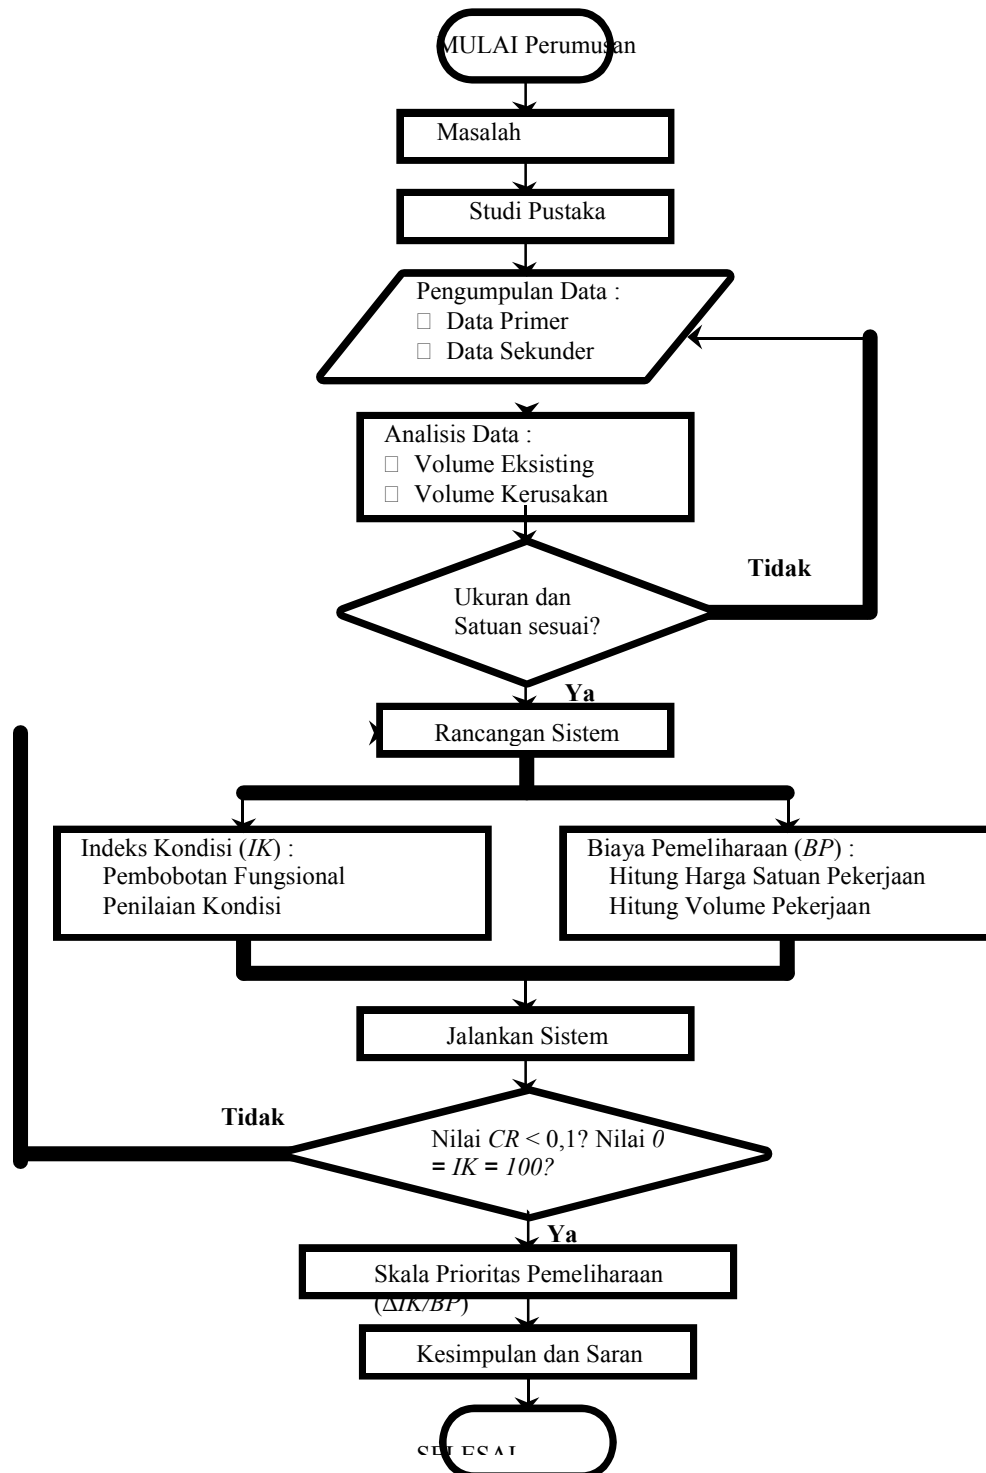 MULAI Perumusan
Masalah
Studi Pustaka
Pengumpulan Data :
Data Primer
Data Sekunder
Analisis Data :
Volume Eksisting
Volume Kerusakan
Tidak
Ukuran dan
Satuan sesuai?
Ya
Rancangan Sistem
Indeks Kondisi (IK) :
Pembobotan Fungsional
Penilaian Kondisi
Biaya Pemeliharaan (BP) :
Hitung Harga Satuan Pekerjaan
Hitung Volume Pekerjaan
Jalankan Sistem
Tidak
Nilai CR < 0,1? Nilai 0
= IK = 100?
Ya
Skala Prioritas Pemeliharaan
(ΔIK/BP)
Kesimpulan dan Saran
SELESAI